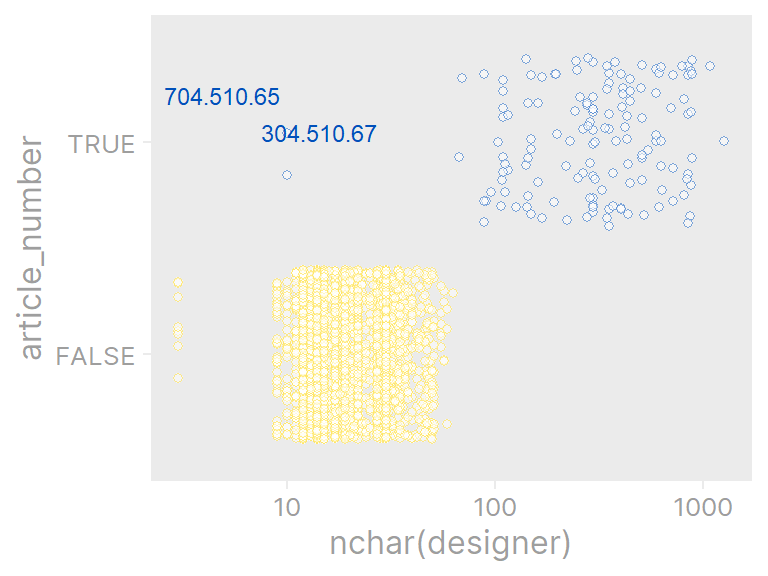 704.510.65
304.510.67
TRUE
FALSE
article_number
10 100 1000
nchar(designer)